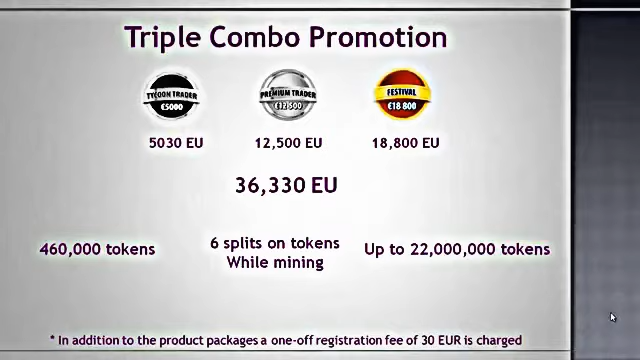 Triple Combo Promotion
TYCOON TRADER
€5000
PREMIUM TRADER
€12 500
FESTIVAL
€18 800
5030 EU
12,500 EU
18,800 EU
36,330 EU
460,000 tokens
6 splits on tokens
While mining
Up to 22,000,000 tokens
* In addition to the product packages a one-off registration fee of 30 EUR is charged